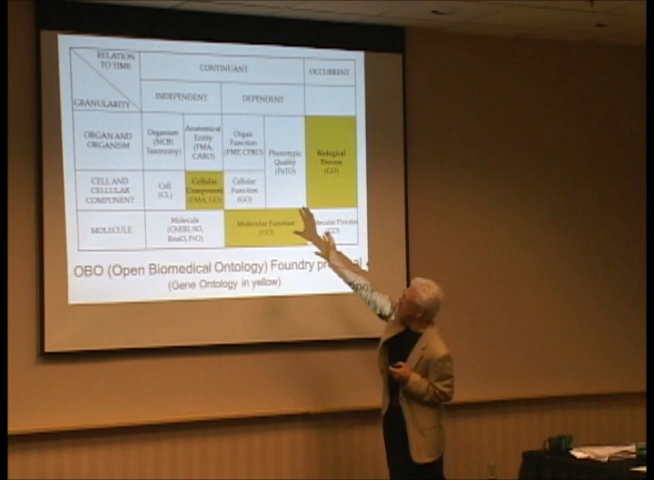 RELATION
TO TIME
GRANULARITY
CONTINUANT
OCCURRENT
INDEPENDENT
DEPENDENT
ORGAN AND
ORGANISM
Organism
(NCBI
Taxonomy)
Anatomical
Entity
(FMA,
CARO)
Organ
Function
(FMP, CPRO)
Phenotypic
Quality
(PaTO)
Biological
Process
(GO)
CELL AND
CELLULAR
COMPONENT
Cell
(CL)
Cellular
Component
(FMA, GO)
Cellular
Function
(GO)
MOLECULE
Molecule
(ChEBI, SO,
RnaO, PrO)
Molecular Function
(GO)
Process
(GO)
OBO (Open Biomedical Ontology) Foundry
(Gene Ontology in yellow)